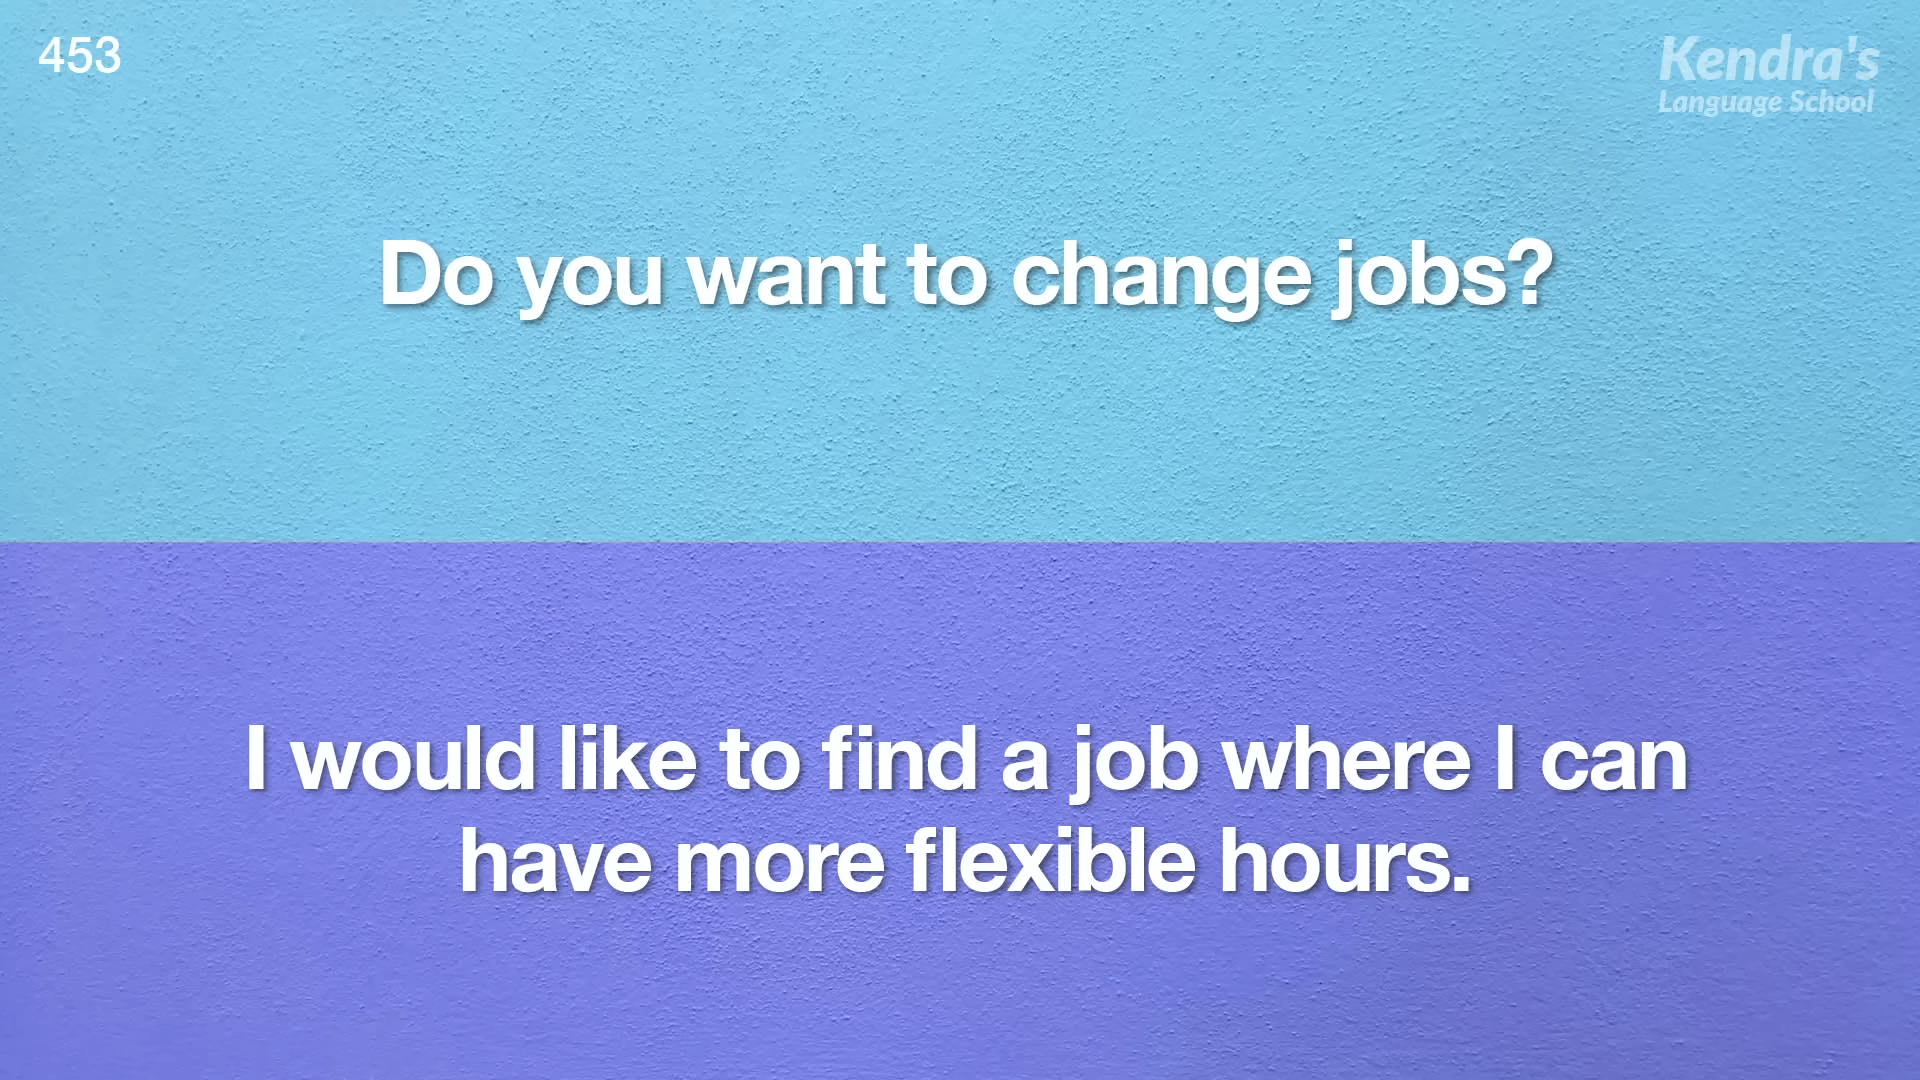 453
Kendra's
Language School
Do you want to change jobs?
I would like to find a job where I can
have more flexible hours.